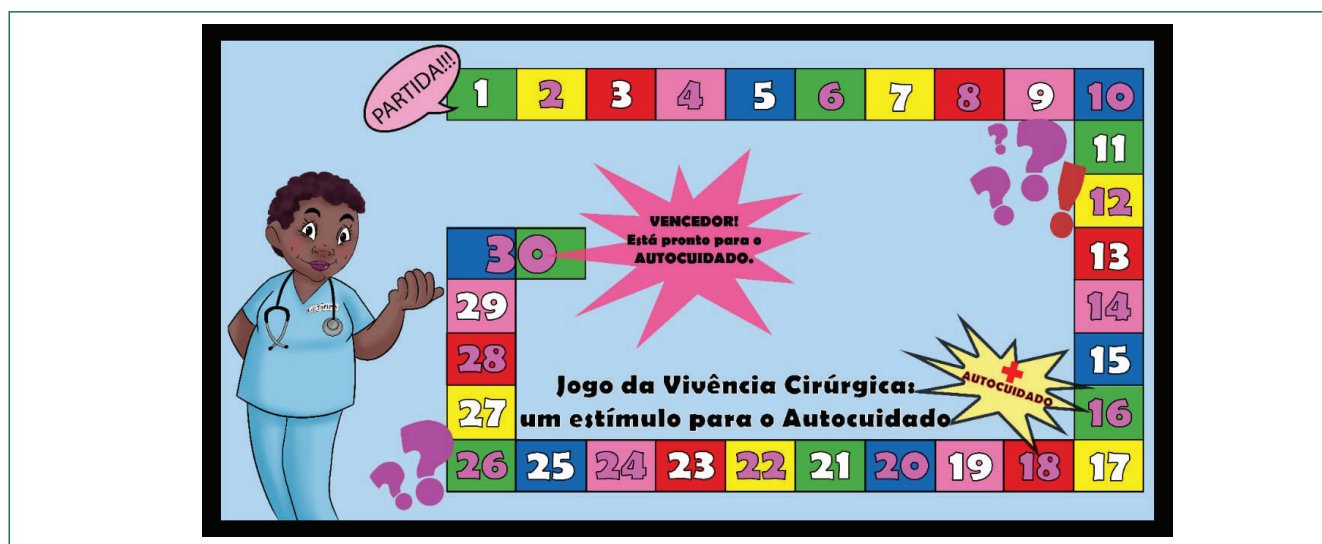 PARTIDA!!!
1 2 3 4 5 6 7 8 9 10
11
12
13
14
15
16
17
18
19
20
21
22
23
24
25
26
27
28
29
30
VENCEDOR!
Está pronto para o
AUTOCUIDADO.
AUTOCUIDADO
Jogo da Vivência Cirúrgica:
um estímulo para o Autocuidado